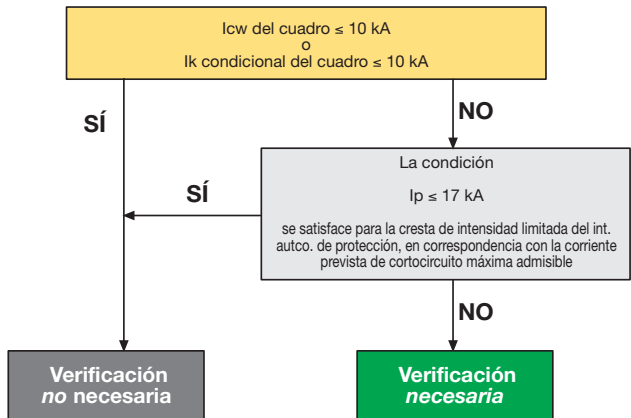 Icw del cuadro ≤ 10 kA
o
Ik condicional del cuadro ≤ 10 kA
SÍ
NO
La condición
Ip ≤ 17 kA
se satisface para la cresta de intensidad limitada del int.
autco. de protección, en correspondencia con la corriente
prevista de cortocircuito máxima admisible
SÍ
NO
Verificación
no necesaria
Verificación
necesaria